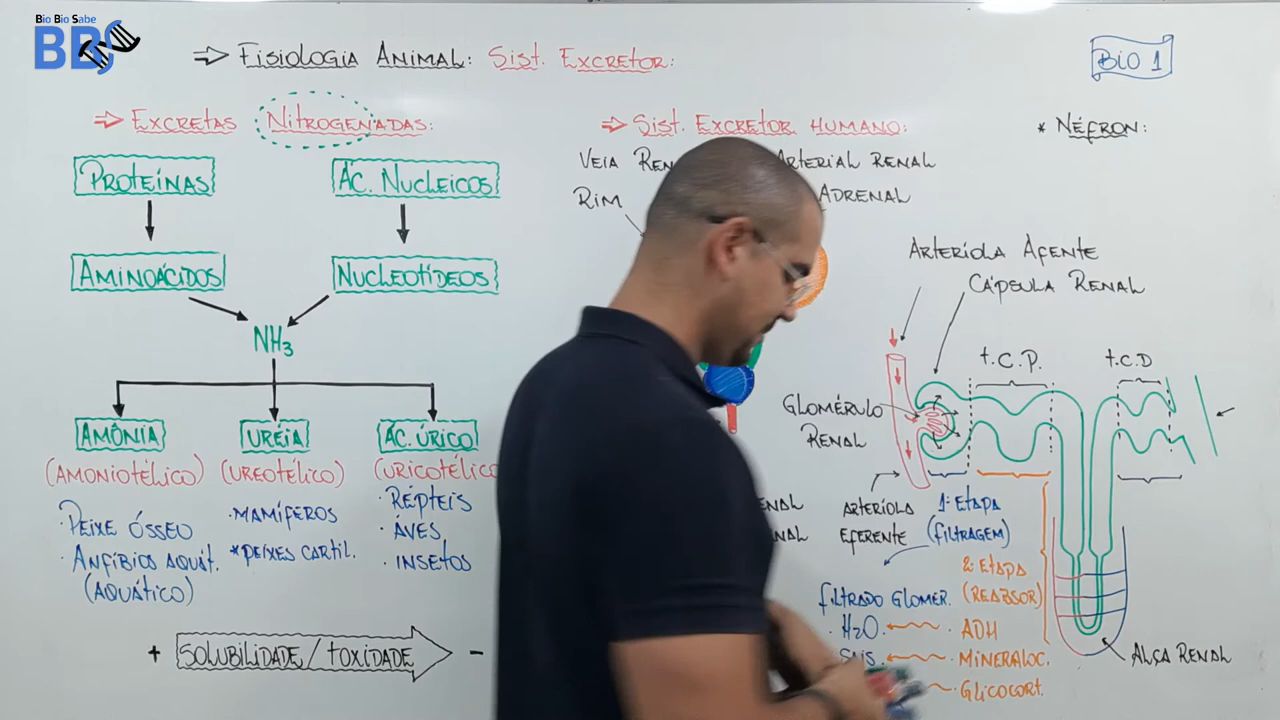 Bio Bio Sabe
BBS
⇒ Fisiologia Animal: Sist. Excretor:
BIO 1
⇒ Excretas Nitrogenadas:
Proteínas
Ác. Nucleicos
Aminoácidos
Nucleotídeos
NH3
Amônia
Uréia
Ác. Úrico
(Amoniotélico)
(Ureotélico)
· Peixe Ósseo
· Anfíbios Aquát.
(Aquático)
· Mamíferos
* Peixes Cartil.
· Répteis
· Aves
· Insetos
+ Solubilidade/Toxidade -
⇒ Sist. Excretor Humano:
Veia
Arterial Renal
Rim
Adrenal
* Néfron:
Arteríola Afente
Cápsula Renal
t.C.P.
t.C.D
Glomérulo
Renal
Arteríola
Eferente
1ª Etapa
(Filtragem)
2ª Etapa
(Reabsor)
Filtrado Glomer.
· H2O. · ADH
· Mineraloc.
· Glicocort.
Alça Renal